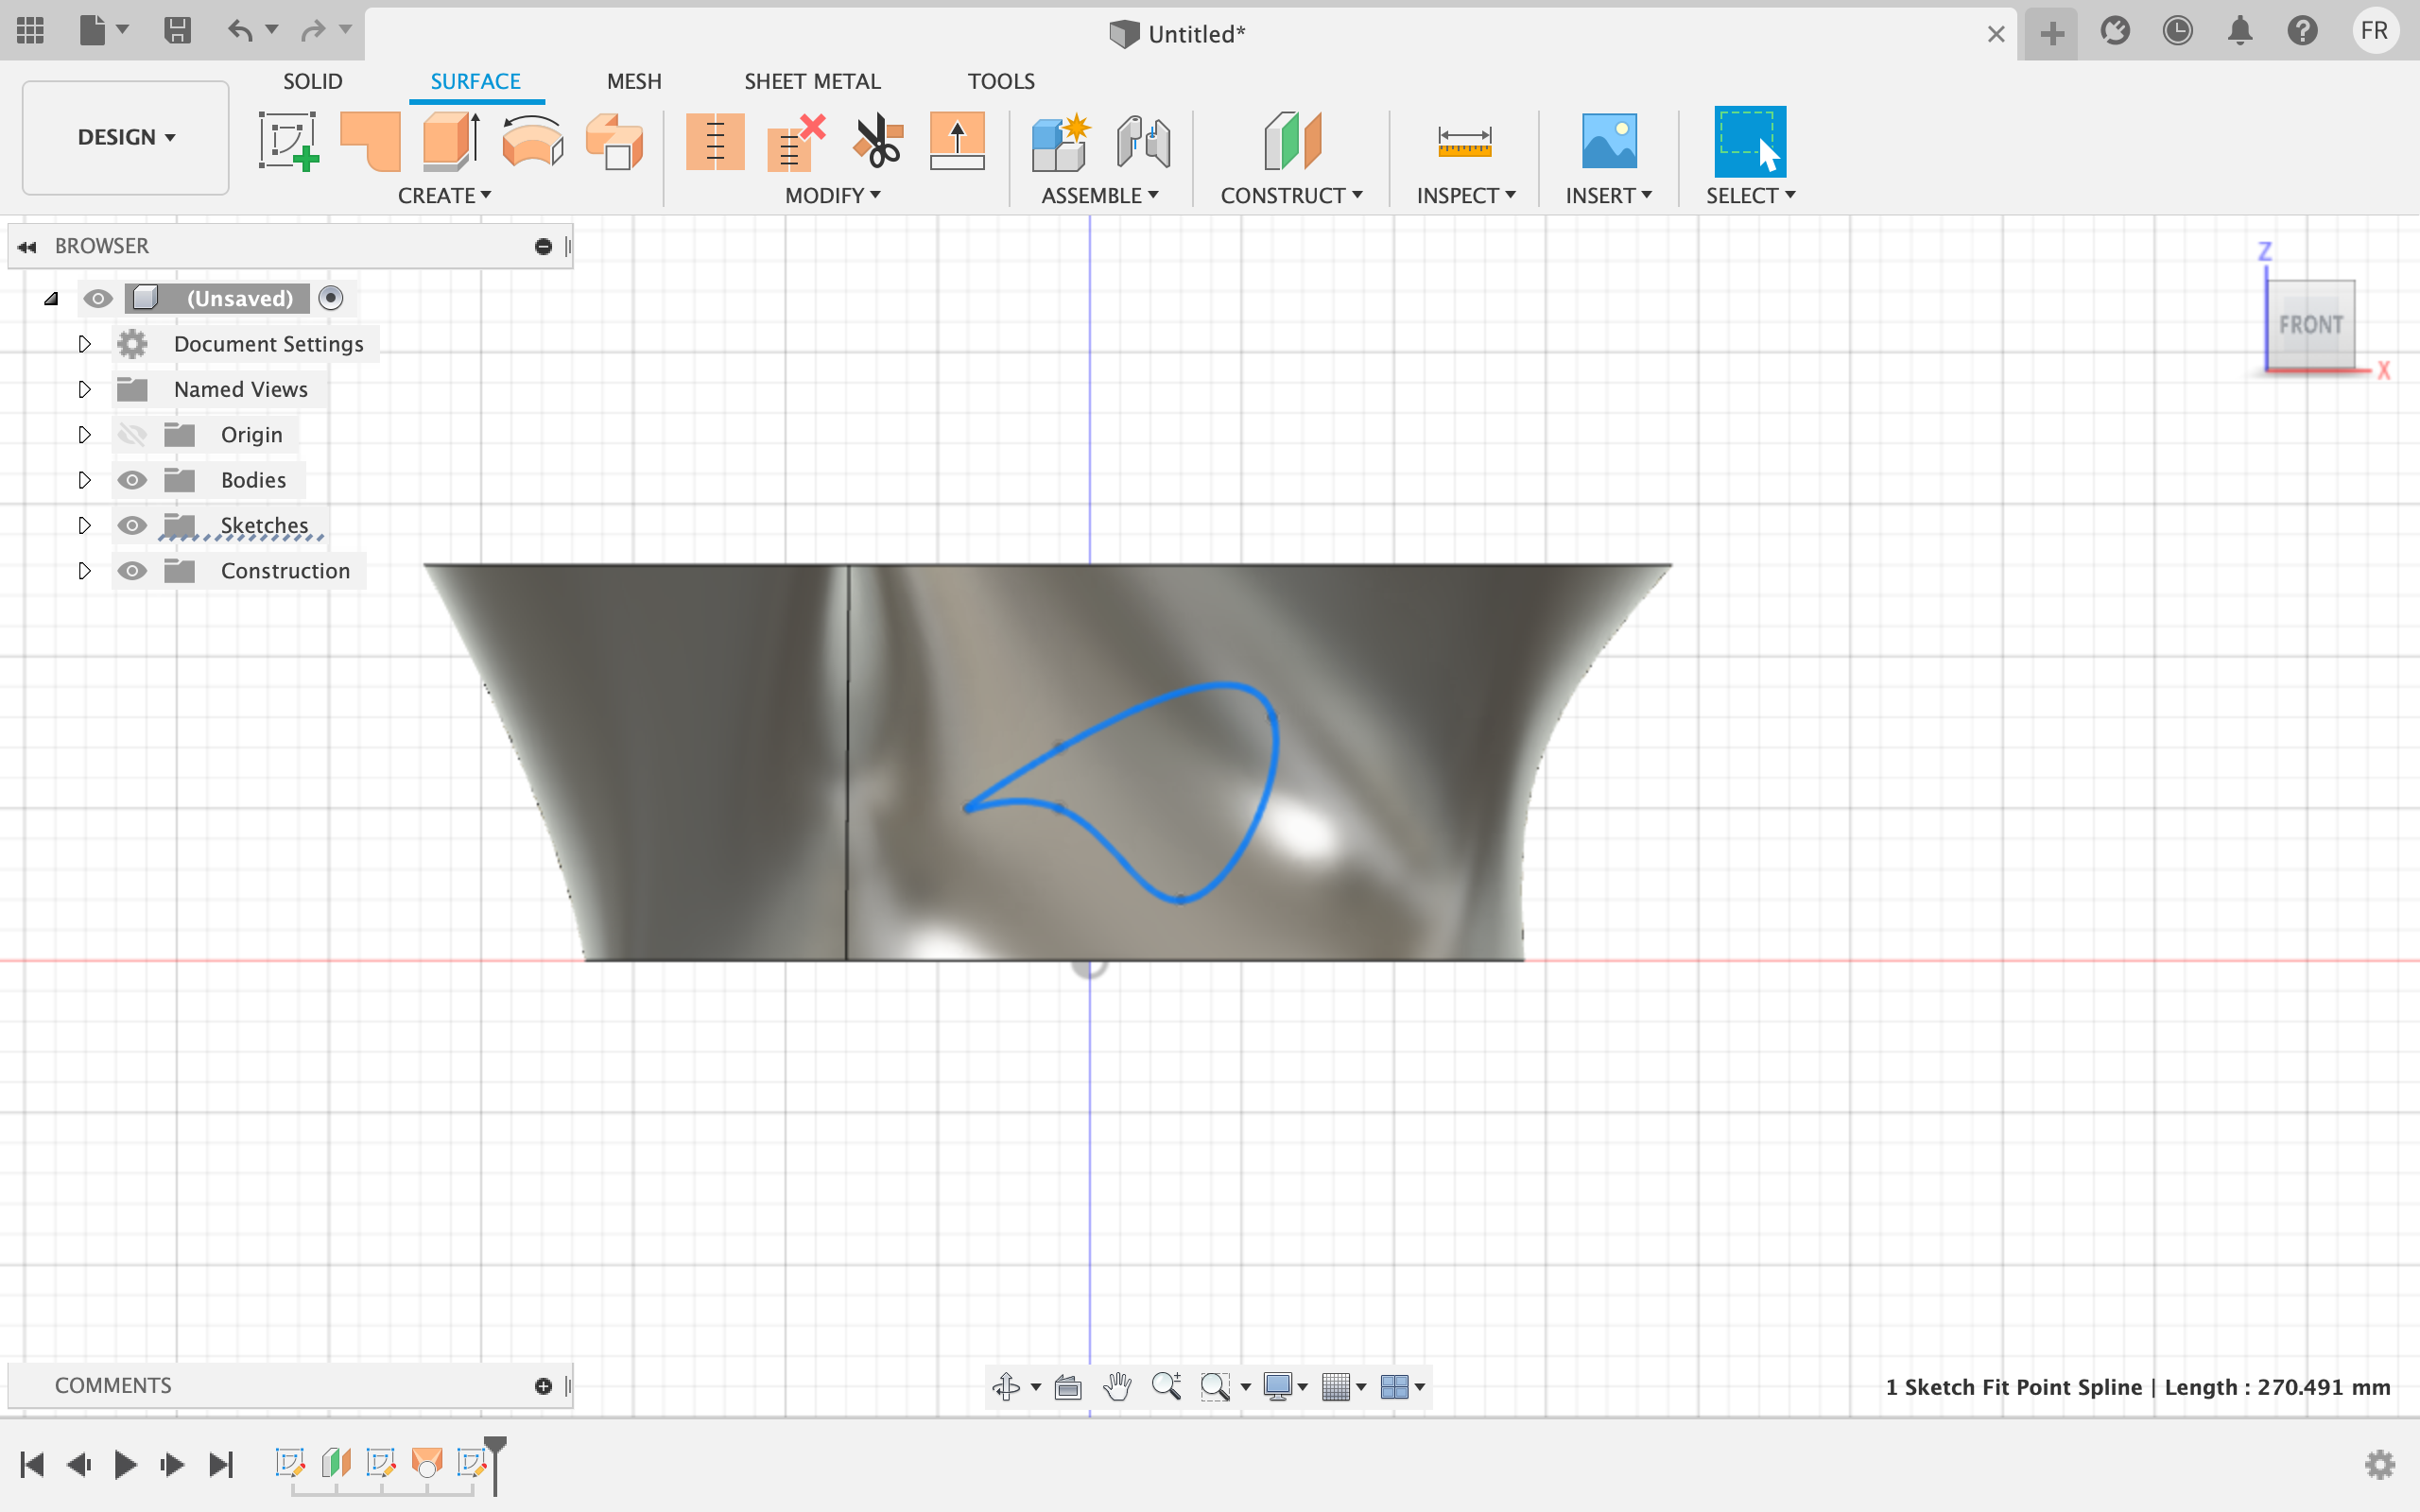 Untitled*
FR
SOLID SURFACE MESH SHEET METAL TOOLS
DESIGN
CREATE MODIFY ASSEMBLE CONSTRUCT INSPECT INSERT SELECT
BROWSER
(Unsaved)
Document Settings
Named Views
Origin
Bodies
Sketches
Construction
Z
FRONT
X
COMMENTS
1 Sketch Fit Point Spline | Length : 270.491 mm